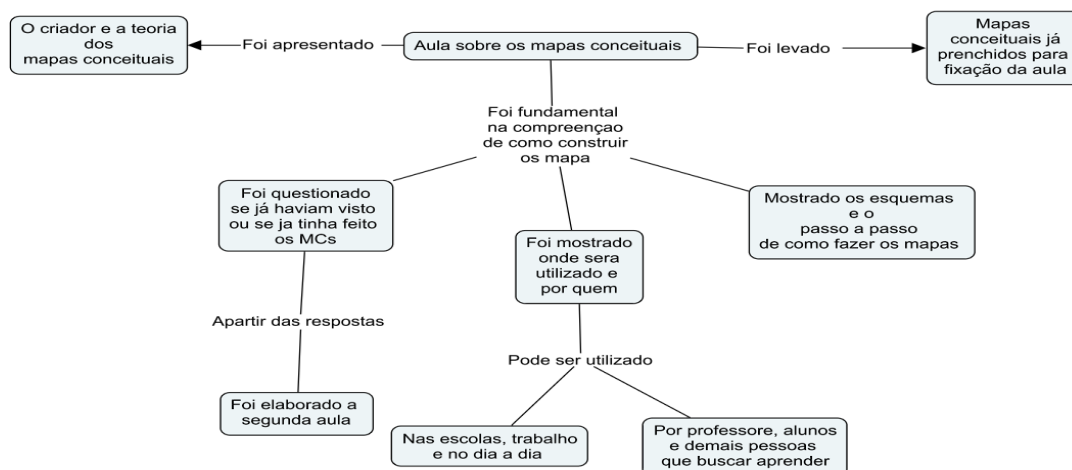 O criador e a teoria
dos
mapas conceituais
Foi apresentado
Aula sobre os mapas conceituais
Foi levado
Mapas
conceituais já
prenchidos para
fixação da aula
Foi fundamental
na compreençao
de como construir
os mapa
Foi questionado
se já haviam visto
ou se ja tinha feito
os MCs
Foi mostrado
onde sera
utilizado e
por quem
Mostrado os esquemas
e o
passo a passo
de como fazer os mapas
Apartir das respostas
Pode ser utilizado
Foi elaborado a
segunda aula
Nas escolas, trabalho
e no dia a dia
Por professore, alunos
e demais pessoas
que buscar aprender